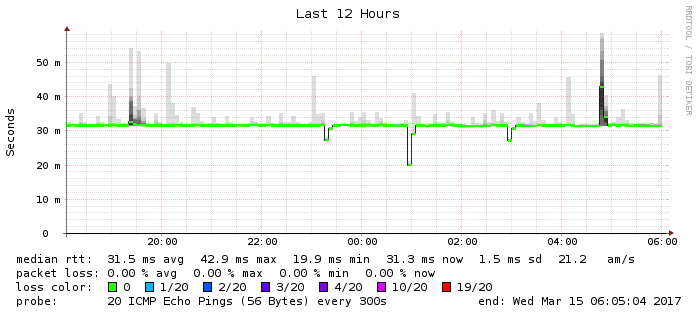 Last 12 Hours
RRDTOOL / TOBI OETIKER
Seconds
50 m
40 m
30 m
20 m
10 m
0
20:00 22:00 00:00 02:00 04:00 06:00
median rtt: 31.5 ms avg 42.9 ms max 19.9 ms min 31.3 ms now 1.5 ms sd 21.2 am/s
packet loss: 0.00 % avg 0.00 % max 0.00 % min 0.00 % now
loss color: 0 1/20 2/20 3/20 4/20 10/20 19/20
probe: 20 ICMP Echo Pings (56 Bytes) every 300s end: Wed Mar 15 06:05:04 2017